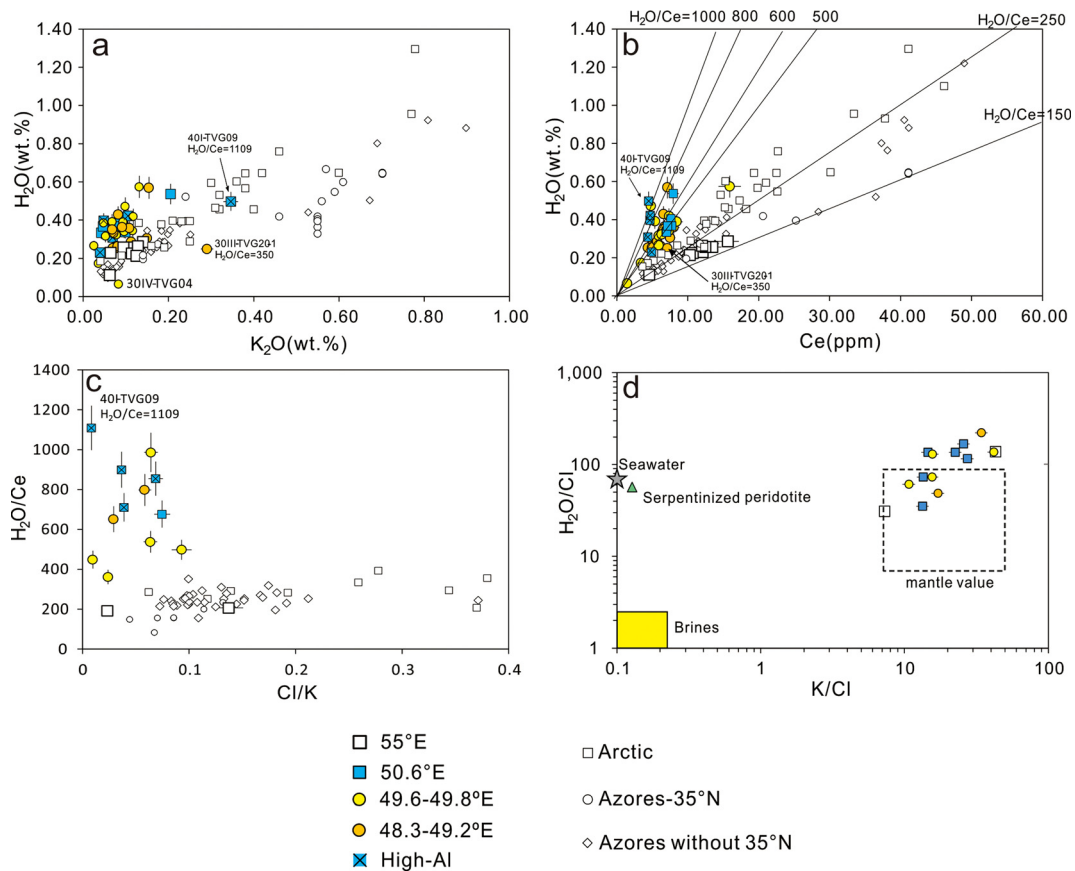 a
1.40
1.20
1.00
0.80
0.60
0.40
0.20
0.00
H₂O(wt.%)
40I-TVG09
H₂O/Ce=1109
30III-TVG20-1
H₂O/Ce=350
30IV-TVG04
0.00 0.20 0.40 0.60 0.80 1.00
K₂O(wt.%)
b
H₂O/Ce=1000 800 600 500
H₂O/Ce=250
H₂O/Ce=150
1.40
1.20
1.00
0.80
0.60
0.40
0.20
0.00
H₂O(wt.%)
40I-TVG09
H₂O/Ce=1109
30III-TVG20-1
H₂O/Ce=350
0.00 10.00 20.00 30.00 40.00 50.00 60.00
Ce(ppm)
c
1400
1200
1000
800
600
400
200
0
H₂O/Ce
40I-TVG09
H₂O/Ce=1109
0 0.1 0.2 0.3 0.4
Cl/K
d
1,000
100
10
1
H₂O/Cl
Seawater
Serpentinized peridotite
mantle value
Brines
0.1 1 10 100
K/Cl
55°E
50.6°E
49.6-49.8ºE
48.3-49.2ºE
High-Al
Arctic
Azores-35°N
Azores without 35°N